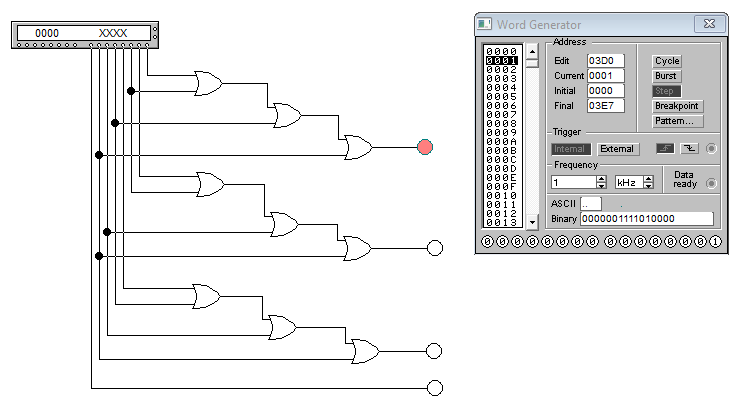 0000 XXXX
Word Generator
0000
0001
0002
0003
0004
0005
0006
0007
0008
0009
000A
000B
000C
000D
000E
000F
0010
0011
0012
0013
Address
Edit 03D0
Current 0001
Initial 0000
Final 03E7
Cycle
Burst
Step
Breakpoint
Pattern...
Trigger
Internal External
Frequency
1 kHz
Data
ready
ASCII .. .
Binary 0000001111010000
0 0 0 0 0 0 0 0 0 0 0 0 0 0 0 1